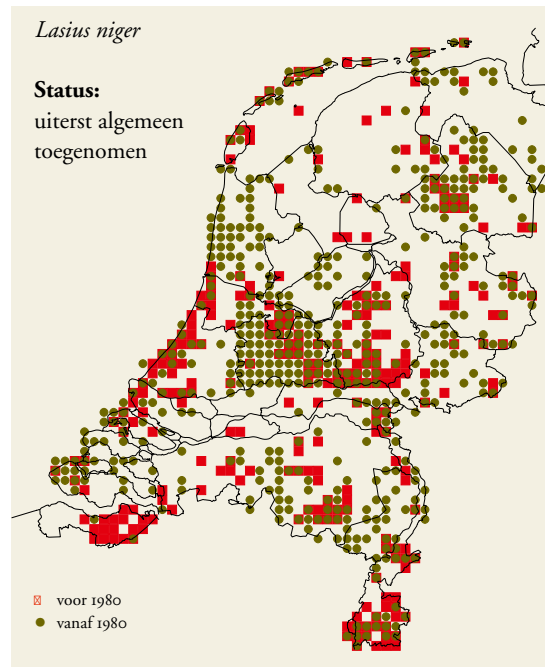 Lasius niger
Status:
uiterst algemeen
toegenomen
voor 1980
vanaf 1980